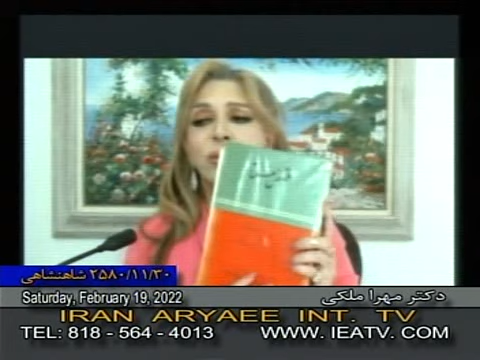 ۲۵۸۰/۱۱/۳۰ شاهنشاهی
Saturday, February 19, 2022
دکتر مهرا ملکی
IRAN ARYAEE INT. TV
TEL: 818 - 564 - 4013
WWW. IEATV. COM